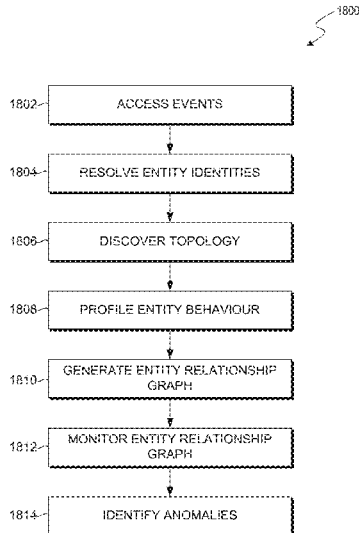 1800
1802 ACCESS EVENTS
1804 RESOLVE ENTITY IDENTITIES
1806 DISCOVER TOPOLOGY
1808 PROFILE ENTITY BEHAVIOUR
1810 GENERATE ENTITY RELATIONSHIP
GRAPH
1812 MONITOR ENTITY RELATIONSHIP
GRAPH
1814 IDENTIFY ANOMALIES